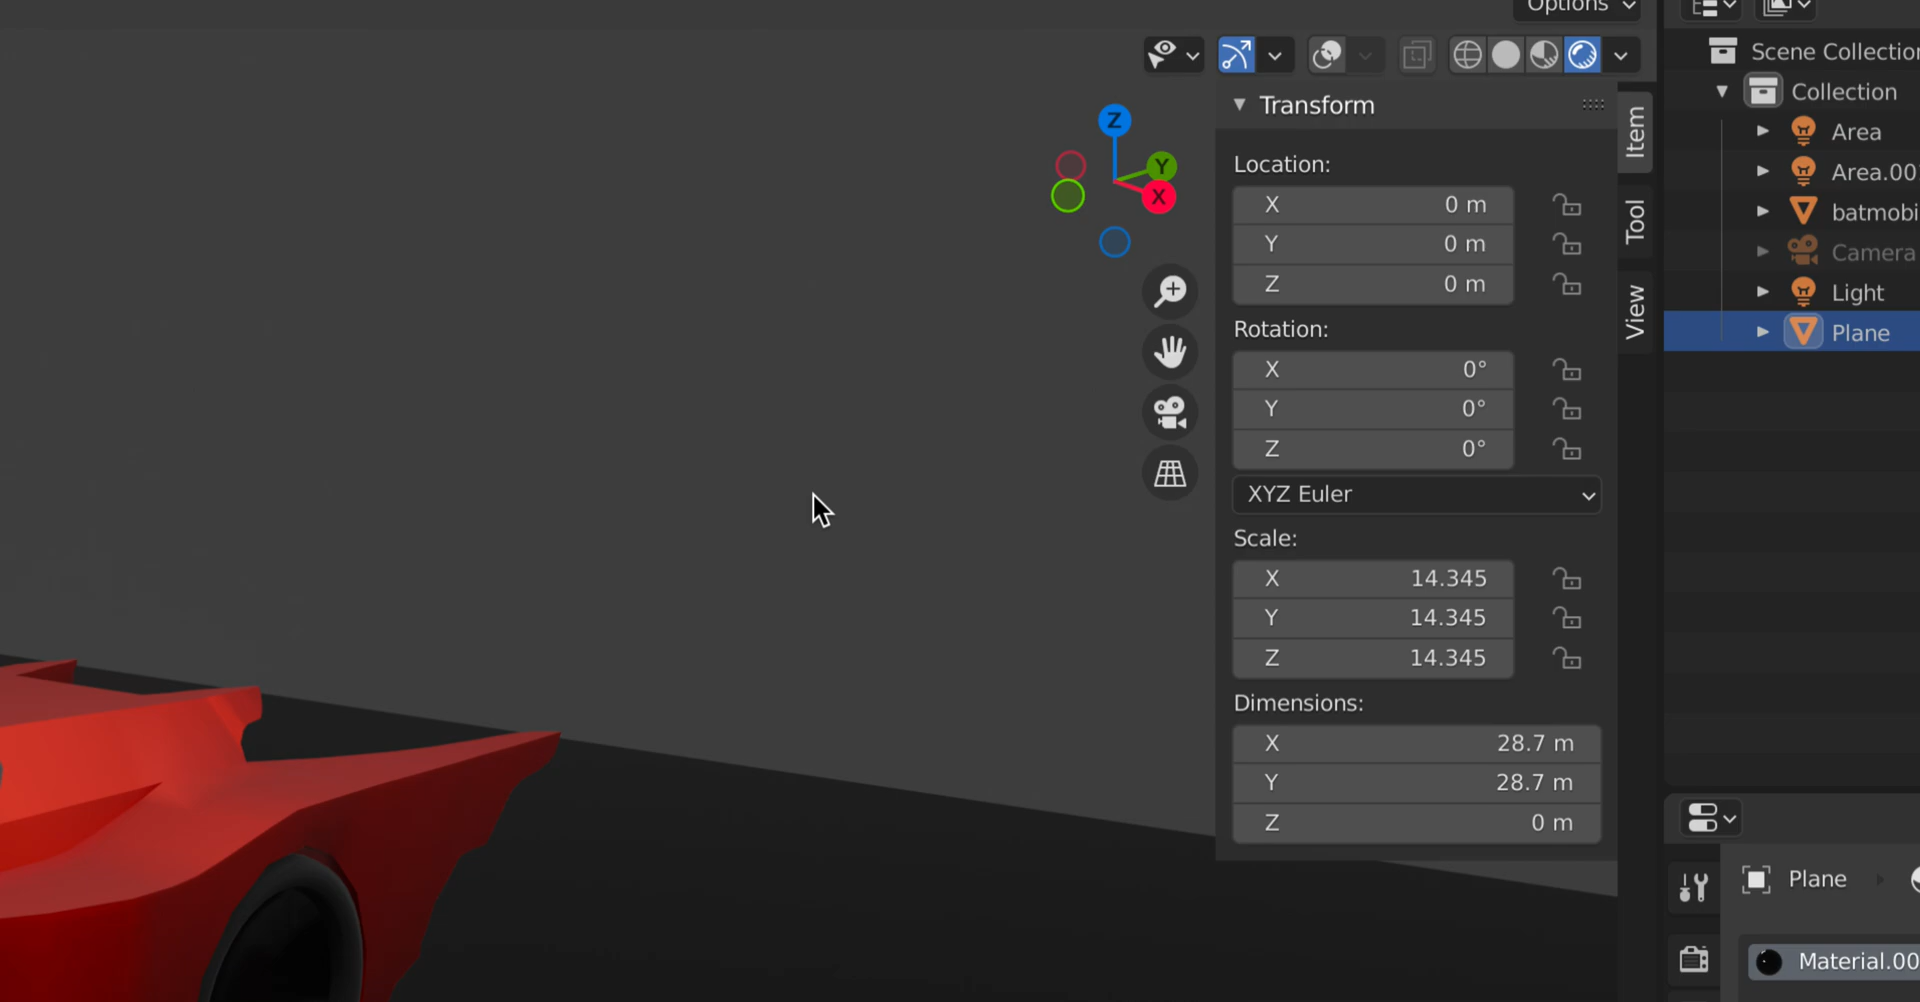 Options
Scene Collection
Transform
Collection
Item
Area
Z
Y
X
Location:
Area.00
X 0 m
Y 0 m
Z 0 m
Tool
batmobi
Camera
Light
View
Plane
Rotation:
X 0°
Y 0°
Z 0°
XYZ Euler
Scale:
X 14.345
Y 14.345
Z 14.345
Dimensions:
X 28.7 m
Y 28.7 m
Z 0 m
Plane
Material.00